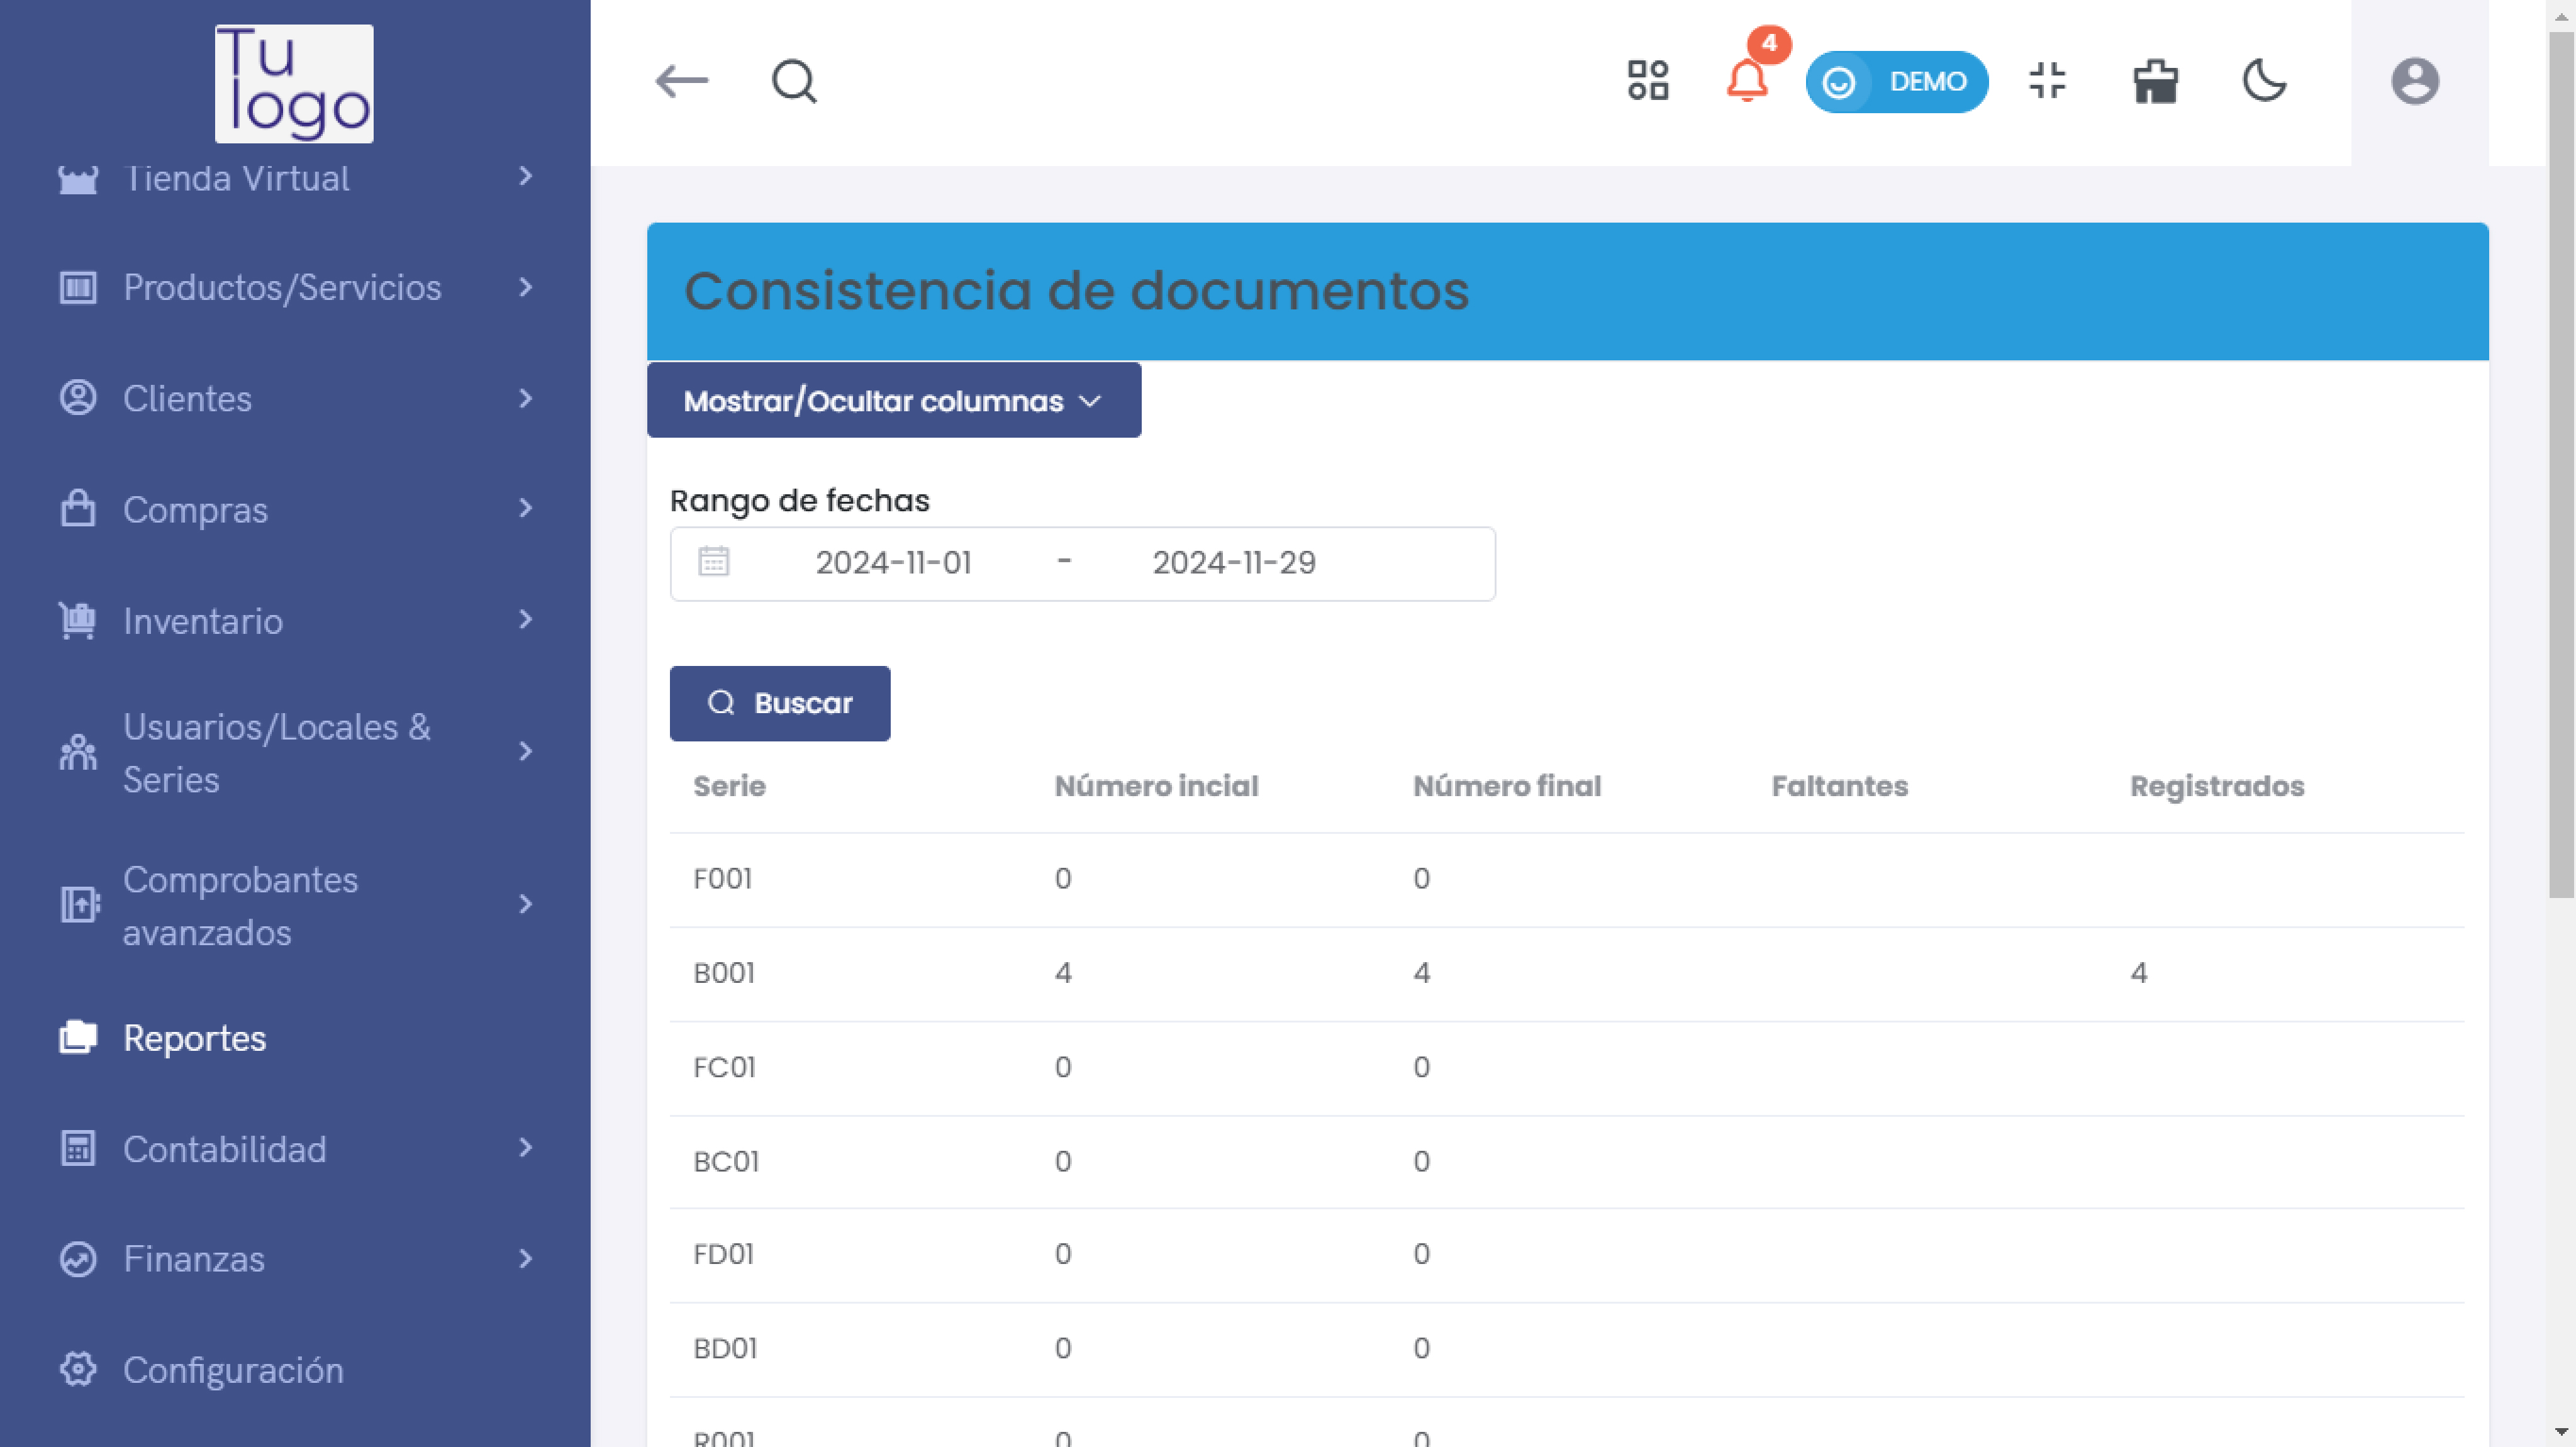 Tu
logo
Tienda Virtual
Productos/Servicios
Clientes
Compras
Inventario
Usuarios/Locales &
Series
Comprobantes
avanzados
Reportes
Contabilidad
Finanzas
Configuración
4
DEMO
Consistencia de documentos
Mostrar/Ocultar columnas
Rango de fechas
2024-11-01 - 2024-11-29
Buscar
Serie Número incial Número final Faltantes Registrados
F001 0 0
B001 4 4 4
FC01 0 0
BC01 0 0
FD01 0 0
BD01 0 0
R001 0 0